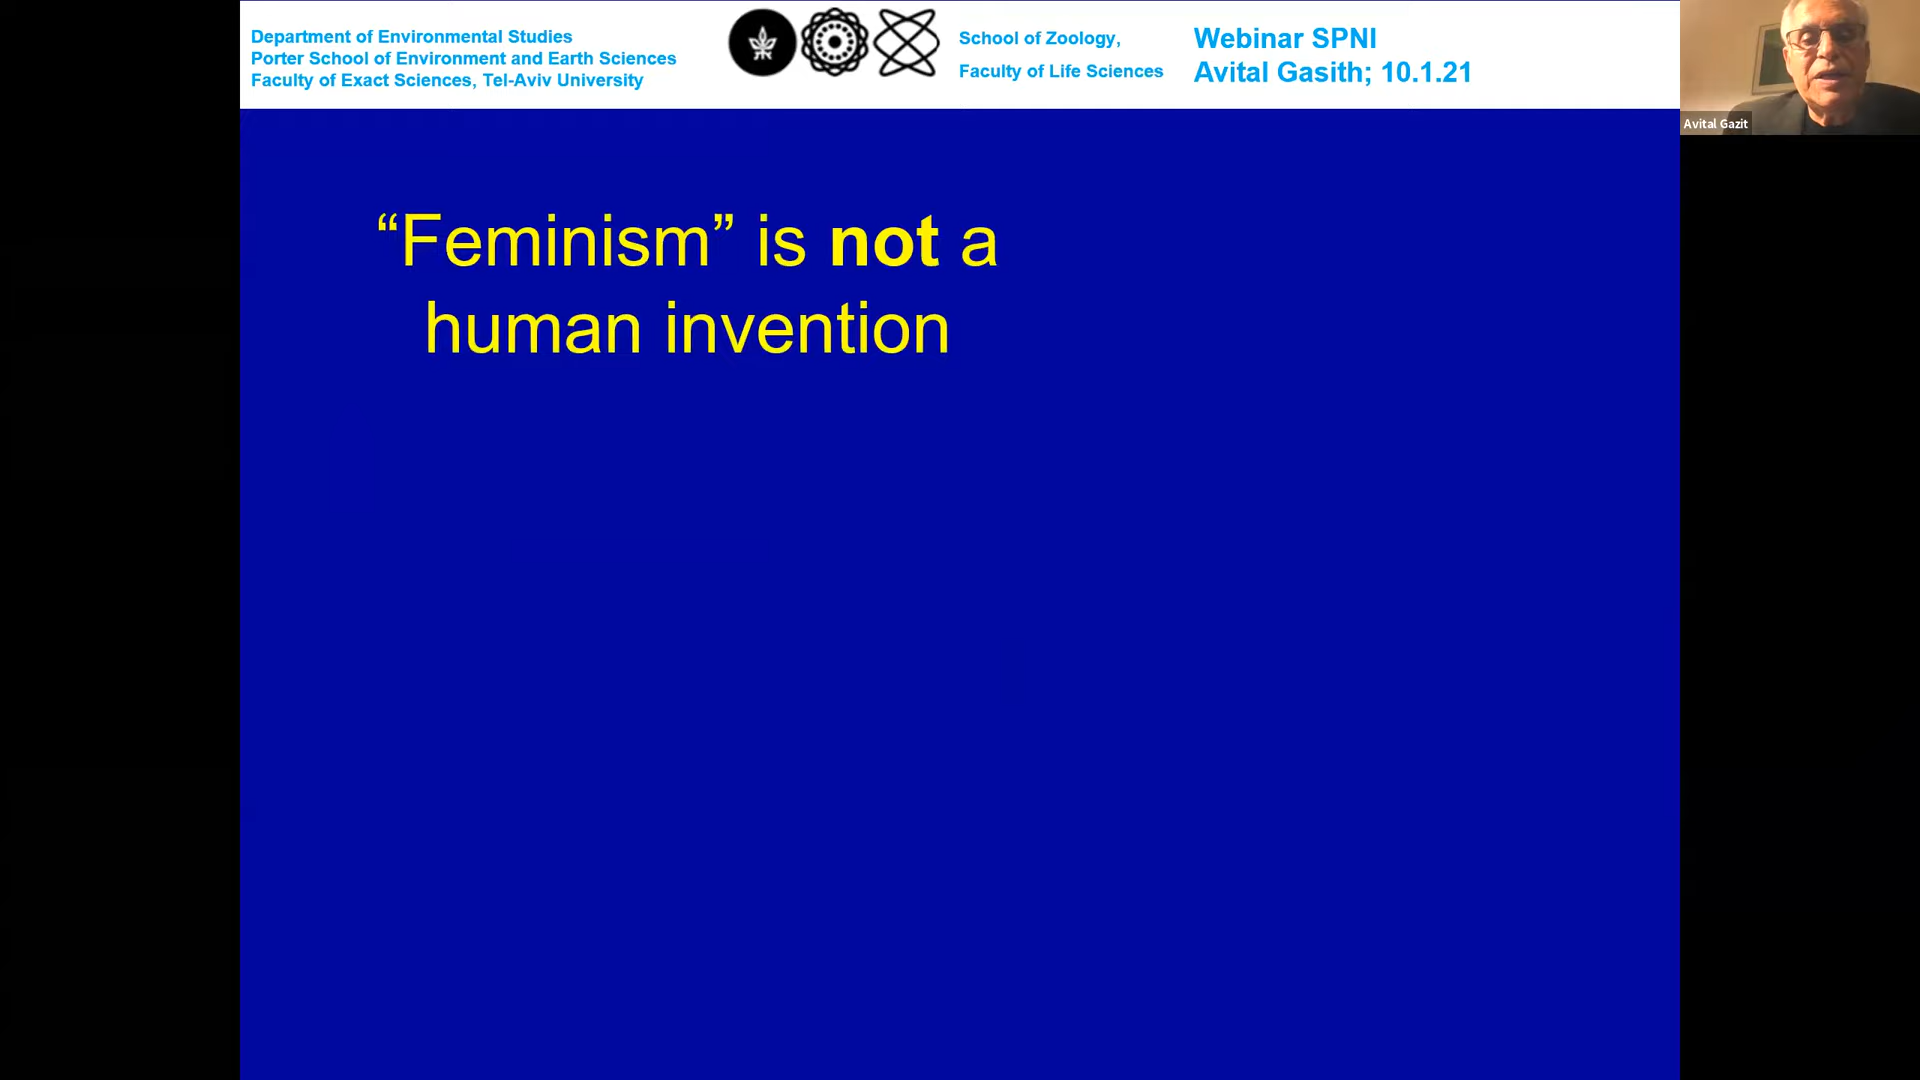 Department of Environmental Studies
Porter School of Environment and Earth Sciences
Faculty of Exact Sciences, Tel-Aviv University
School of Zoology,
Faculty of Life Sciences
Webinar SPNI
Avital Gasith; 10.1.21
Avital Gazit
“Feminism” is not a
human invention